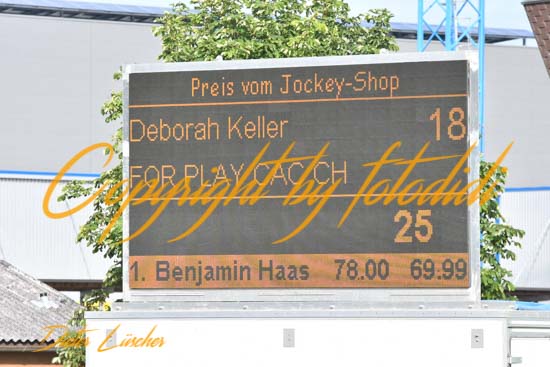 Preis vom Jockey-Shop
Deborah Keller 18
FOR PLAY CAC CH
25
1. Benjamin Haas 78.00 69.99
Copyright by fotodidi
Dieter Lüscher